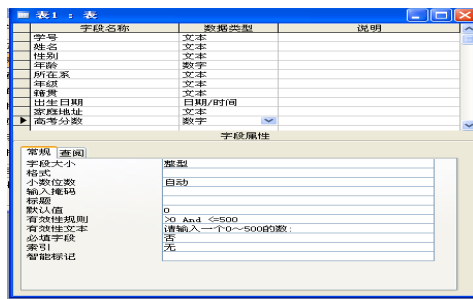 表1 : 表
字段名称 数据类型 说明
学号 文本
姓名 文本
性别 文本
年龄 数字
所在系 文本
年级 文本
籍贯 文本
出生日期 日期/时间
家庭地址 文本
高考分数 数字
字段属性
常规 查阅
字段大小 整型
格式
小数位数 自动
输入掩码
标题
默认值 0
有效性规则 >0 And <=500
有效性文本 请输入一个0～500的数:
必填字段 否
索引 无
智能标记